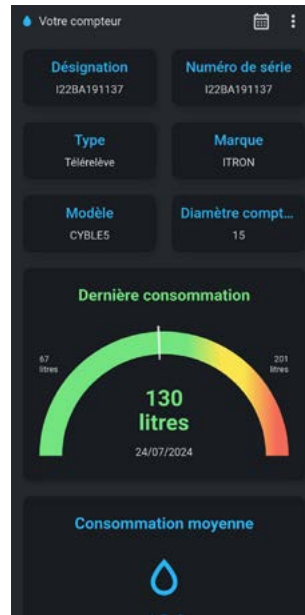 Votre compteur
Désignation
I22BA191137
Numéro de série
I22BA191137
Type
Télérelève
Marque
ITRON
Modèle
CYBLE5
Diamètre compt...
15
Dernière consommation
67
litres
201
litres
130
litres
24/07/2024
Consommation moyenne